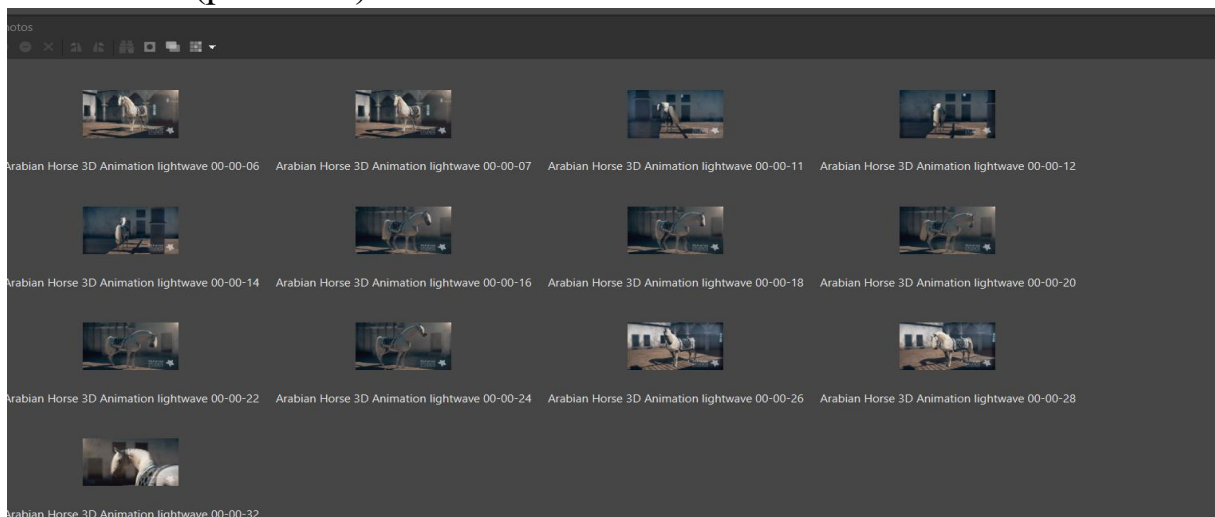 Arabian Horse 3D Animation lightwave 00-00-06
Arabian Horse 3D Animation lightwave 00-00-07
Arabian Horse 3D Animation lightwave 00-00-11
Arabian Horse 3D Animation lightwave 00-00-12
Arabian Horse 3D Animation lightwave 00-00-14
Arabian Horse 3D Animation lightwave 00-00-16
Arabian Horse 3D Animation lightwave 00-00-18
Arabian Horse 3D Animation lightwave 00-00-20
Arabian Horse 3D Animation lightwave 00-00-22
Arabian Horse 3D Animation lightwave 00-00-24
Arabian Horse 3D Animation lightwave 00-00-26
Arabian Horse 3D Animation lightwave 00-00-28
Arabian Horse 3D Animation lightwave 00-00-32